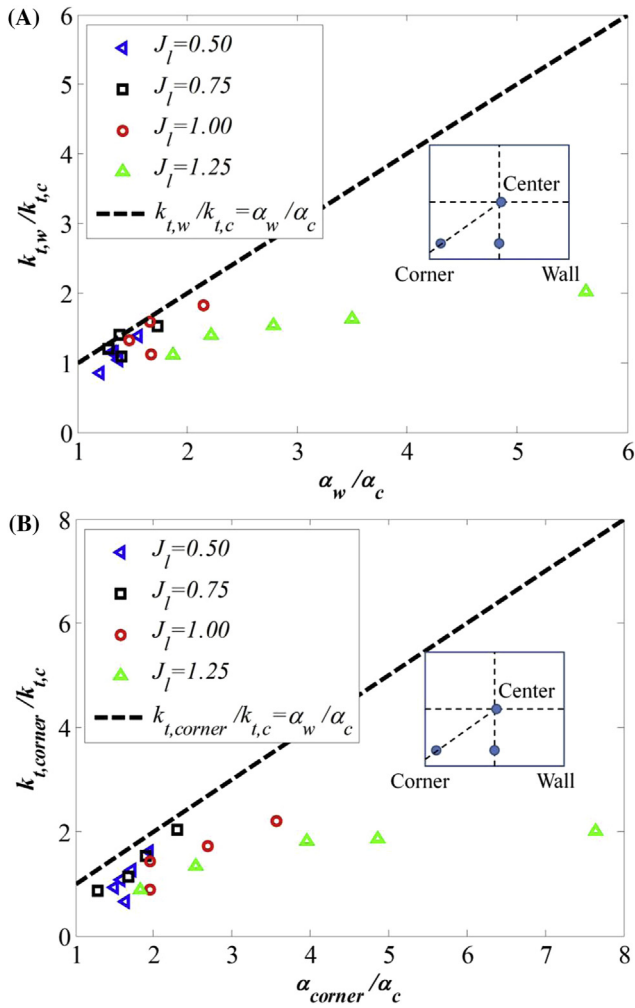 (A)
6
5
4
3
2
1
0
k_{t,w}/k_{t,c}
J_l=0.50
J_l=0.75
J_l=1.00
J_l=1.25
k_{t,w}/k_{t,c}=α_w/α_c
Center
Corner Wall
1 2 3 4 5 6
α_w/α_c
(B)
8
6
4
2
0
k_{t,corner}/k_{t,c}
J_l=0.50
J_l=0.75
J_l=1.00
J_l=1.25
k_{t,corner}/k_{t,c}=α_w/α_c
Center
Corner Wall
1 2 3 4 5 6 7 8
α_{corner}/α_c